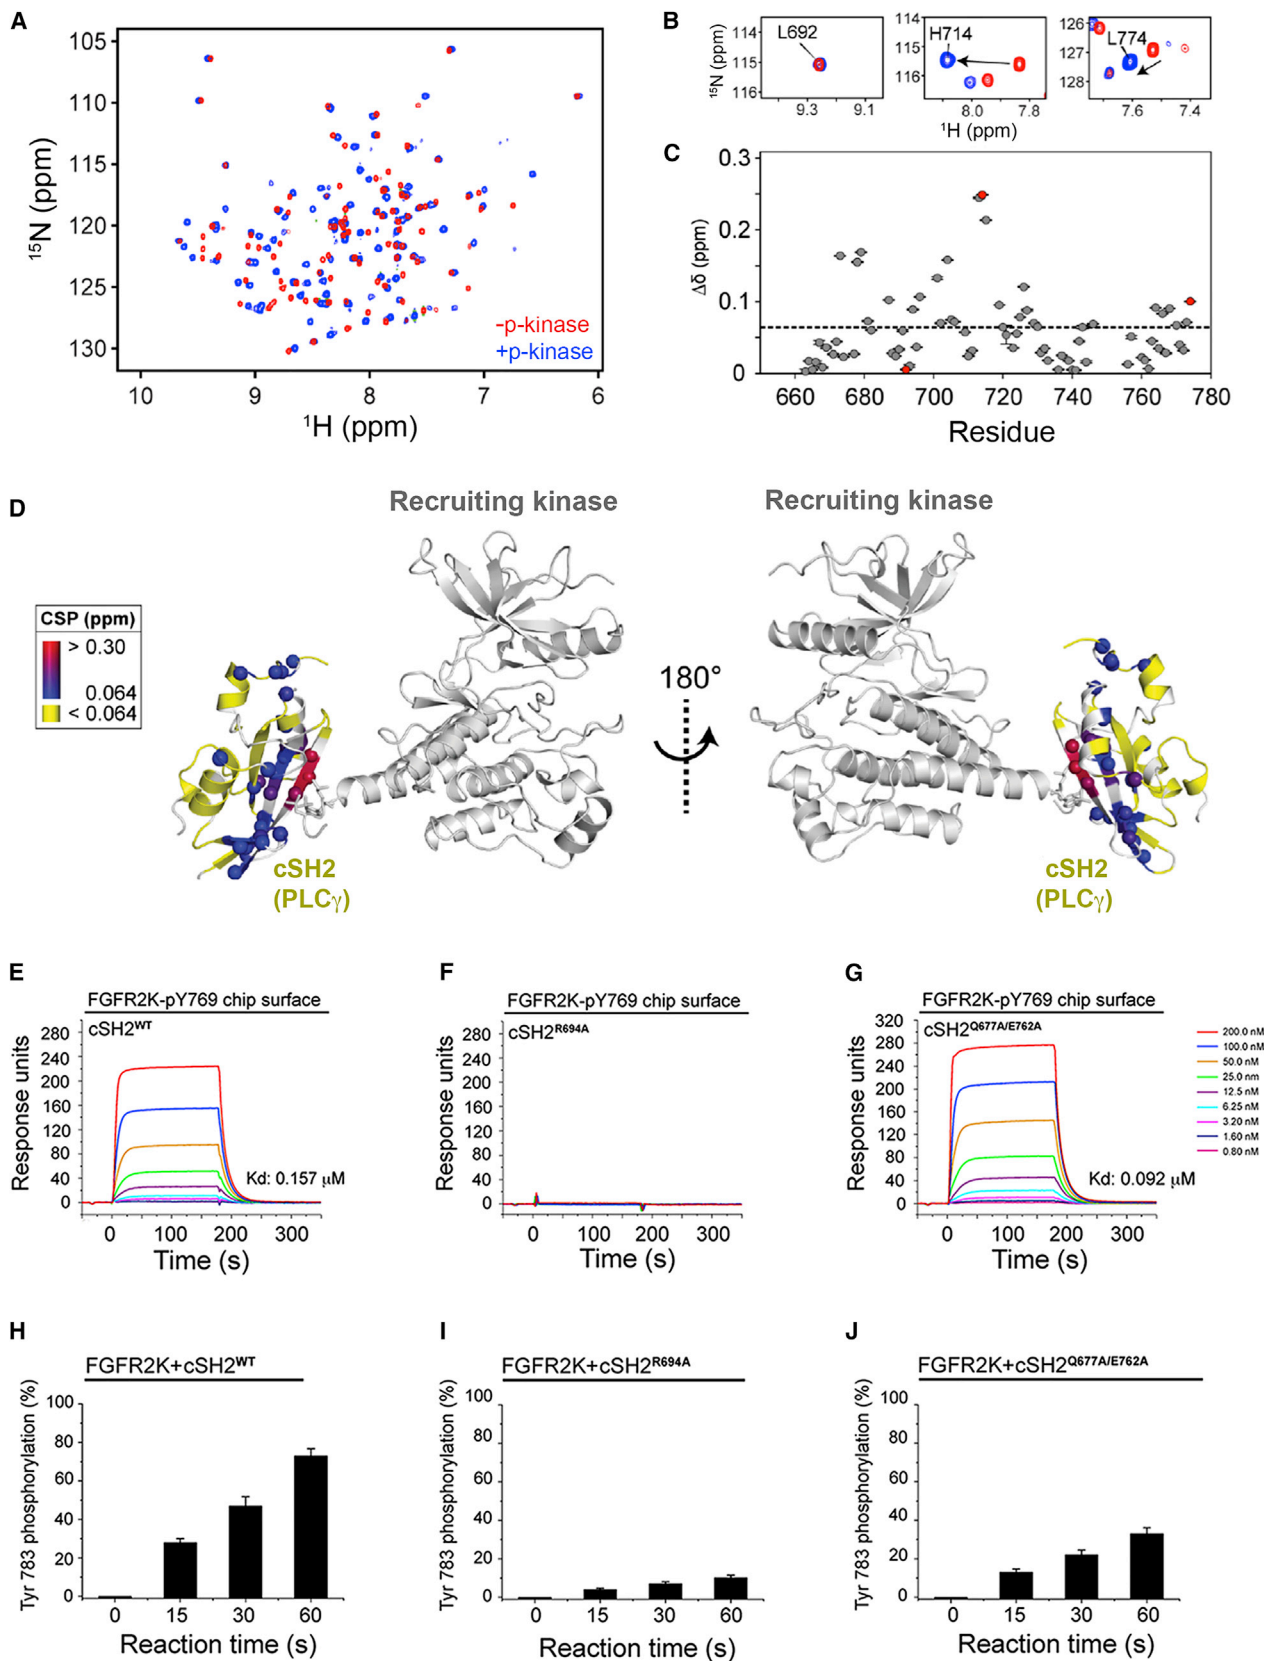 A
105
110
115
120
125
130
¹⁵N (ppm)
-p-kinase
+p-kinase
10 9 8 7 6
¹H (ppm)
B
114
115
116
¹⁵N (ppm)
L692
9.3 9.1
114
115
116
H714
8.0 7.8
126
127
128
L774
7.6 7.4
¹H (ppm)
C
0.3
0.1
0
Δδ (ppm)
660 680 700 720 740 760 780
Residue
D
Recruiting kinase
Recruiting kinase
CSP (ppm)
> 0.30
0.064
< 0.064
180°
cSH2
(PLCγ)
cSH2
(PLCγ)
E
FGFR2K-pY769 chip surface
cSH2ᵂᵀ
280
240
200
160
120
80
40
0
Response units
Kd: 0.157 μM
0 100 200 300
Time (s)
F
FGFR2K-pY769 chip surface
cSH2ᴿ⁶⁹⁴ᴬ
280
240
200
160
120
80
40
0
Response units
0 100 200 300
Time (s)
G
FGFR2K-pY769 chip surface
cSH2^Q677A/E762A
320
280
240
200
160
120
80
40
0
Response units
Kd: 0.092 μM
0 100 200 300
Time (s)
200.0 nM
100.0 nM
50.0 nM
25.0 nm
12.5 nM
6.25 nM
3.20 nM
1.60 nM
0.80 nM
H
FGFR2K+cSH2ᵂᵀ
100
80
60
40
20
0
Tyr 783 phosphorylation (%)
0 15 30 60
Reaction time (s)
I
FGFR2K+cSH2ᴿ⁶⁹⁴ᴬ
100
80
60
40
20
0
Tyr 783 phosphorylation (%)
0 15 30 60
Reaction time (s)
J
FGFR2K+cSH2^Q677A/E762A
100
80
60
40
20
0
Tyr 783 phosphorylation (%)
0 15 30 60
Reaction time (s)